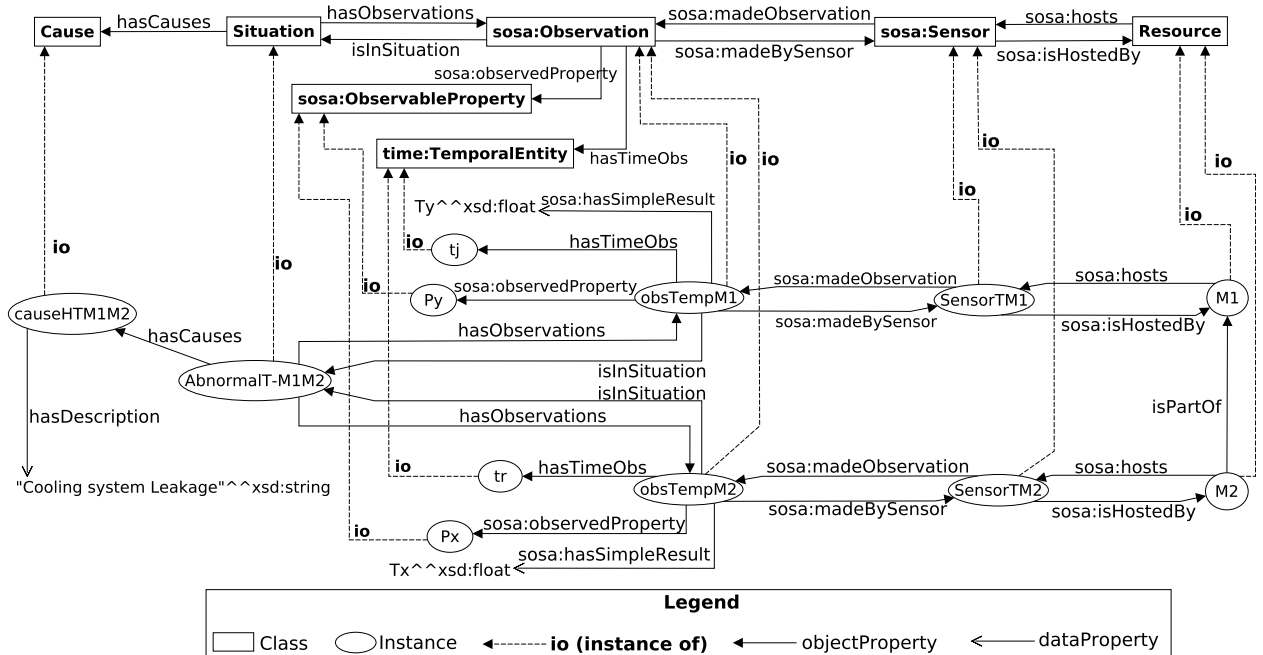 hasCauses
hasObservations
sosa:madeObservation
sosa:hosts
Cause
Situation
sosa:Observation
sosa:Sensor
Resource
isInSituation
sosa:madeBySensor
sosa:isHostedBy
sosa:observedProperty
sosa:ObservableProperty
time:TemporalEntity
hasTimeObs
io
io
io
io
io
io
Ty^^xsd:float
sosa:hasSimpleResult
io
tj
hasTimeObs
io
io
io
Py
sosa:observedProperty
obsTempM1
sosa:madeObservation
SensorTM1
sosa:hosts
M1
causeHTM1M2
sosa:madeBySensor
sosa:isHostedBy
hasCauses
hasObservations
isInSituation
AbnormalT-M1M2
isInSituation
hasDescription
hasObservations
isPartOf
io
tr
hasTimeObs
sosa:madeObservation
sosa:hosts
"Cooling system Leakage"^^xsd:string
obsTempM2
SensorTM2
M2
sosa:madeBySensor
sosa:isHostedBy
io
Px
sosa:observedProperty
Tx^^xsd:float
sosa:hasSimpleResult
Legend
Class
Instance
io (instance of)
objectProperty
dataProperty